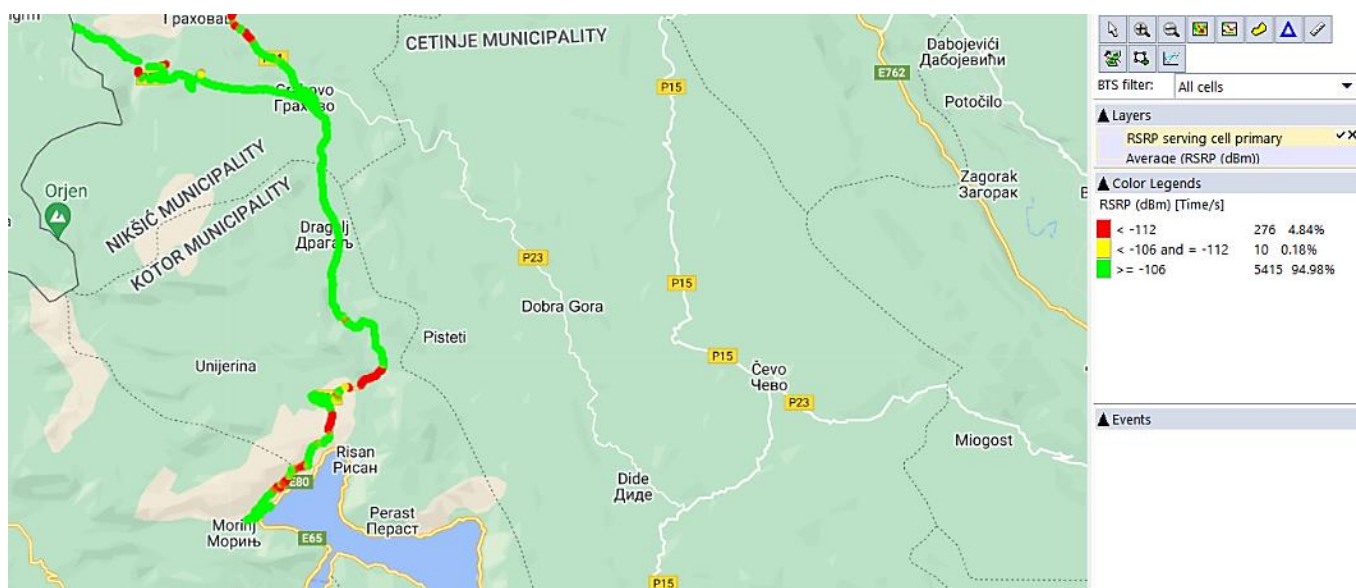 Граховац
CETINJE MUNICIPALITY
Dabojevići
Дабојевићи
P15
E762
Potočilo
Grahovo
Грахово
NIKŠIĆ MUNICIPALITY
KOTOR MUNICIPALITY
Zagorak
Загорак
Orjen
Dragalj
Драгаљ
P23
P15
Dobra Gora
Pisteti
Unijerina
P15
Čevo
Чево
P23
Miogost
Risan
Рисан
E80
Dide
Диде
Perast
Пераст
Morinj
Морињ
E65
P15
BTS filter: All cells
Layers
RSRP serving cell primary
Average (RSRP (dBm))
Color Legends
RSRP (dBm) [Time/s]
< -112 276 4.84%
< -106 and = -112 10 0.18%
>= -106 5415 94.98%
Events